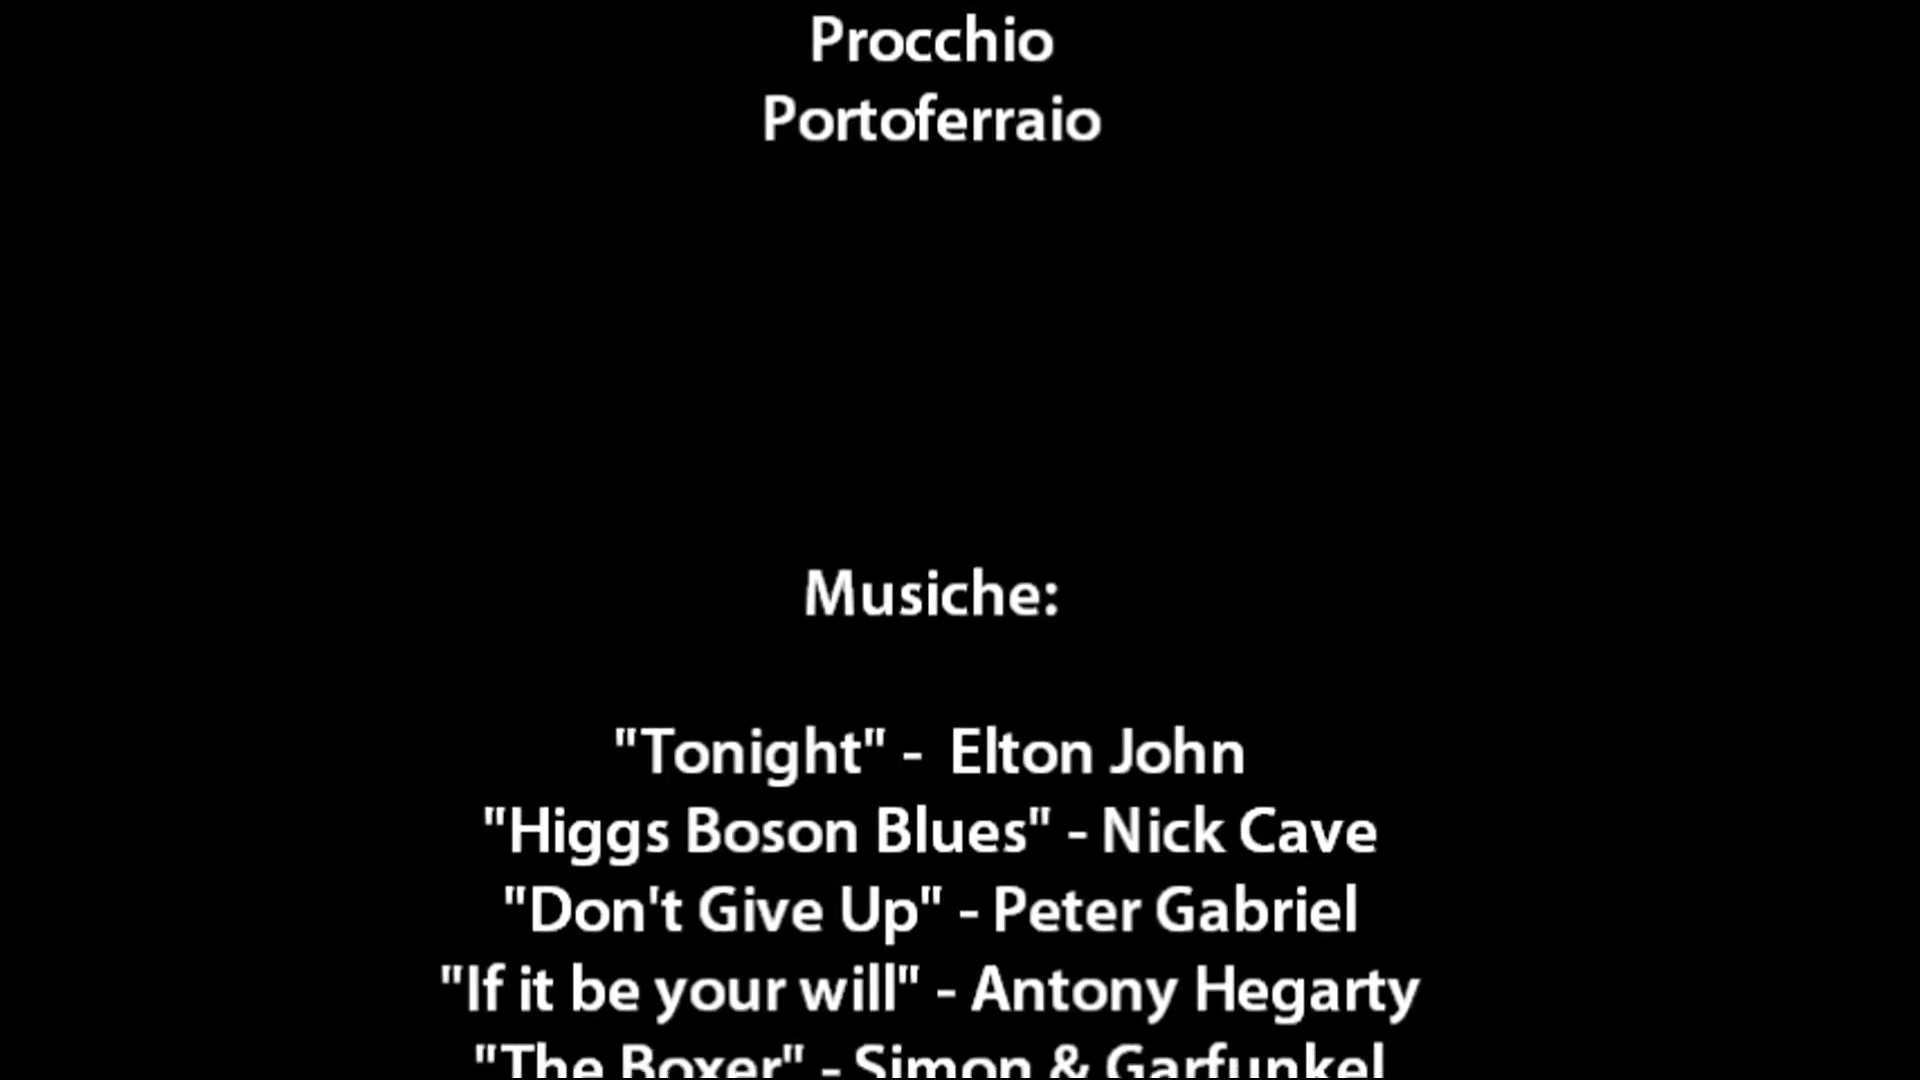 Procchio
Portoferraio
Musiche:
"Tonight" - Elton John
"Higgs Boson Blues" - Nick Cave
"Don't Give Up" - Peter Gabriel
"If it be your will" - Antony Hegarty
"The Boxer" - Simon & Garfunkel